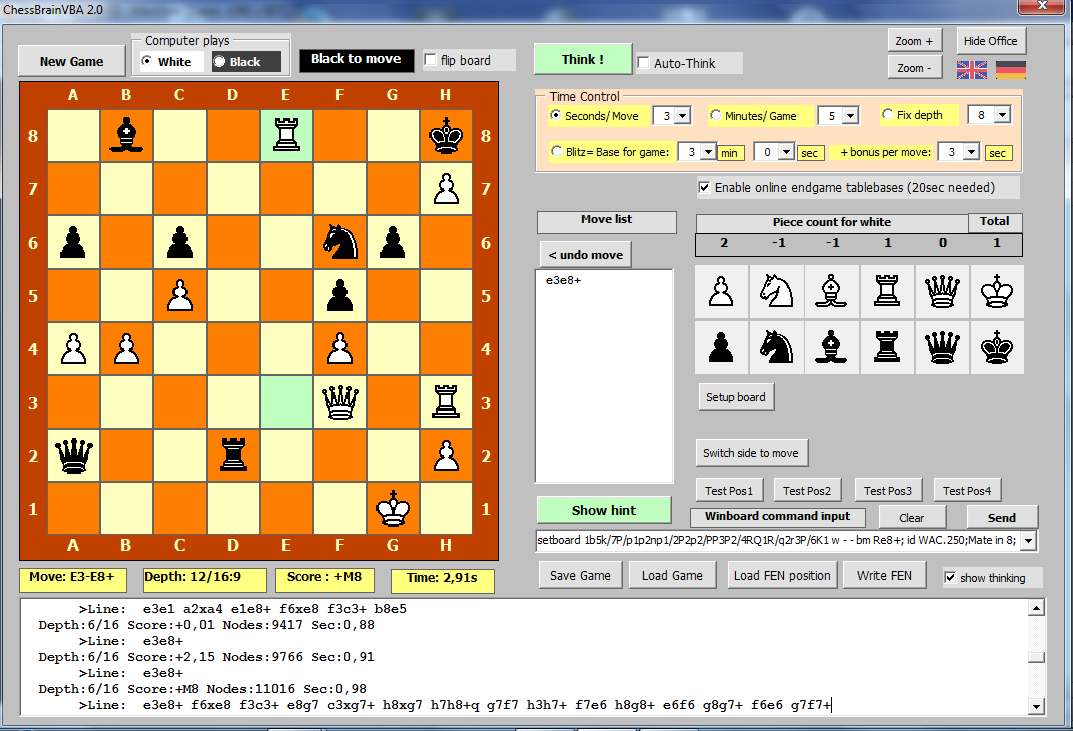 ChessBrainVBA 2.0
New Game
Computer plays
White
Black
Black to move
flip board
Think !
Auto-Think
Zoom +
Zoom -
Hide Office
Time Control
Seconds/ Move 3
Minutes/ Game 5
Fix depth 8
Blitz= Base for game: 3 min 0 sec + bonus per move: 3 sec
Enable online endgame tablebases (20sec needed)
A B C D E F G H
8 8
7 7
6 6
5 5
4 4
3 3
2 2
1 1
A B C D E F G H
Move list
< undo move
e3e8+
Piece count for white Total
2 -1 -1 1 0 1
Setup board
Switch side to move
Test Pos1 Test Pos2 Test Pos3 Test Pos4
Show hint
Winboard command input
Clear
Send
setboard 1b5k/7P/p1p2np1/2P2p2/PP3P2/4RQ1R/q2r3P/6K1 w - - bm Re8+; id WAC.250;Mate in 8;
Move: E3-E8+
Depth: 12/16:9
Score : +M8
Time: 2,91s
Save Game
Load Game
Load FEN position
Write FEN
show thinking
>Line: e3e1 a2xa4 e1e8+ f6xe8 f3c3+ b8e5
Depth:6/16 Score:+0,01 Nodes:9417 Sec:0,88
>Line: e3e8+
Depth:6/16 Score:+2,15 Nodes:9766 Sec:0,91
>Line: e3e8+
Depth:6/16 Score:+M8 Nodes:11016 Sec:0,98
>Line: e3e8+ f6xe8 f3c3+ e8g7 c3xg7+ h8xg7 h7h8+q g7f7 h3h7+ f7e6 h8g8+ e6f6 g8g7+ f6e6 g7f7+